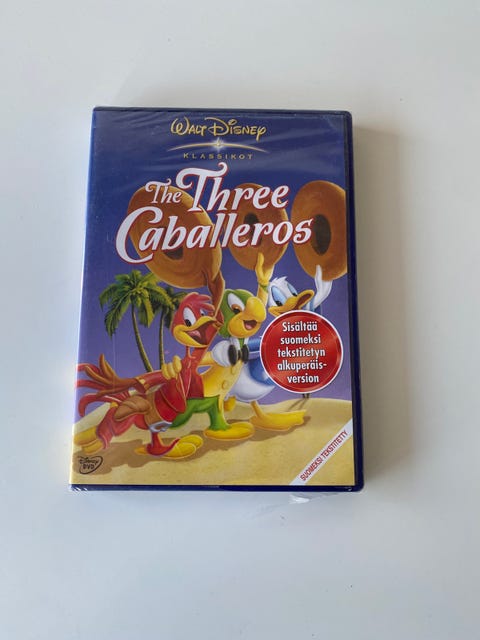 WALT DISNEY
KLASSIKOT
The Three
Caballeros
Sisältää
suomeksi
tekstitetyn
alkuperäis-
version
SUOMEKSI TEKSTITETTY
DISNEY
DVD